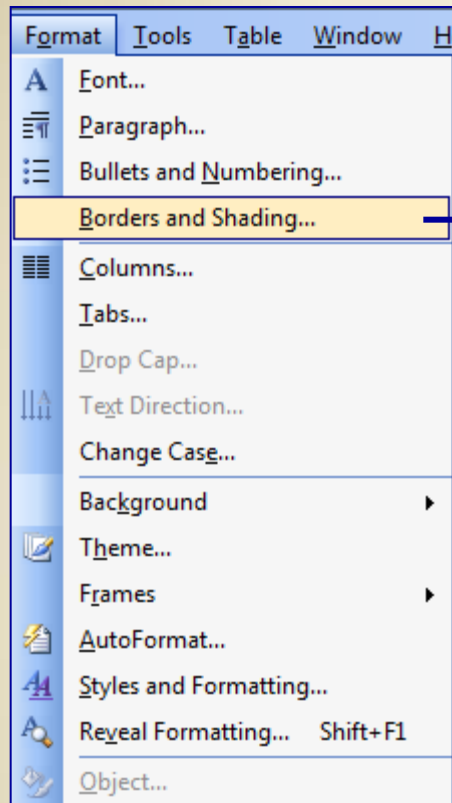 Format Tools Table Window H
Font...
Paragraph...
Bullets and Numbering...
Borders and Shading...
Columns...
Tabs...
Drop Cap...
Text Direction...
Change Case...
Background
Theme...
Frames
AutoFormat...
Styles and Formatting...
Reveal Formatting... Shift+F1
Object...